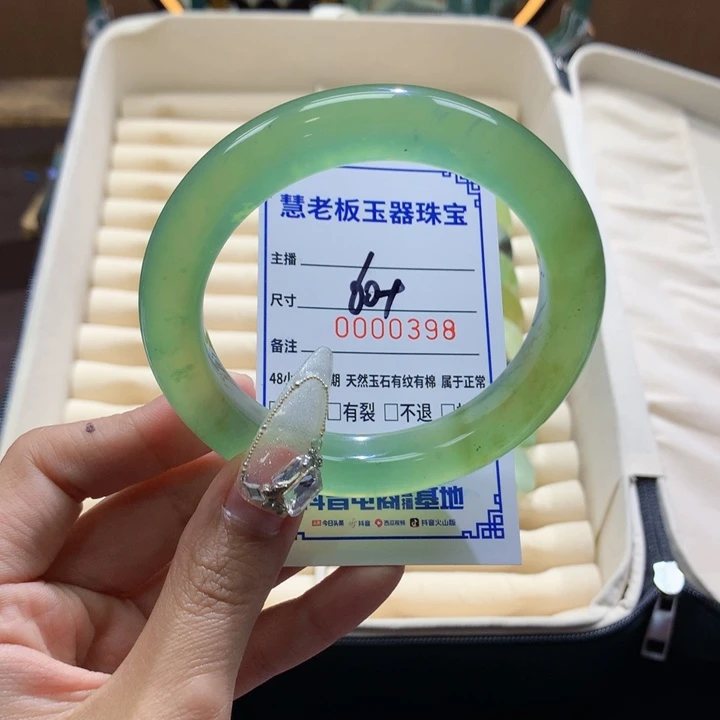 慧老板玉器珠宝
主播
尺寸 60+
0000398
备注
48小 期 天然玉石有纹有棉 属于正常
□有裂 □不退
抖音电商 基地
今日头条 抖音 西瓜视频 抖音火山版